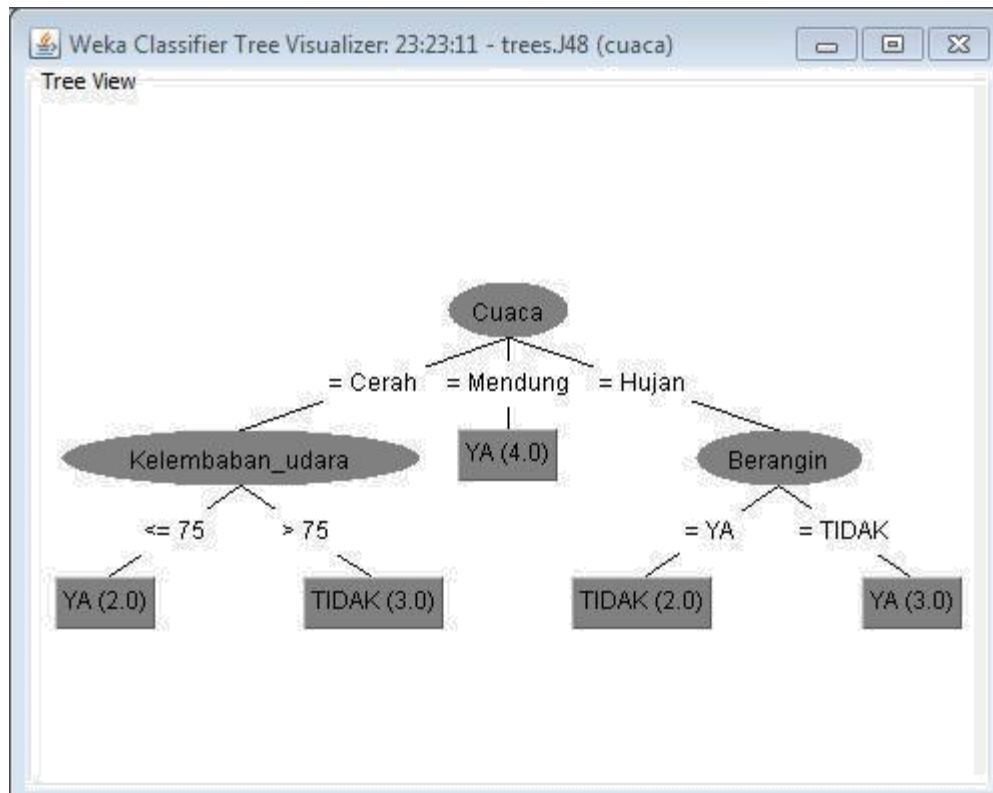 Weka Classifier Tree Visualizer: 23:23:11 - trees.J48 (cuaca)
Tree View
Cuaca
= Cerah = Mendung = Hujan
Kelembaban_udara YA (4.0) Berangin
<= 75 > 75 = YA = TIDAK
YA (2.0) TIDAK (3.0) TIDAK (2.0) YA (3.0)